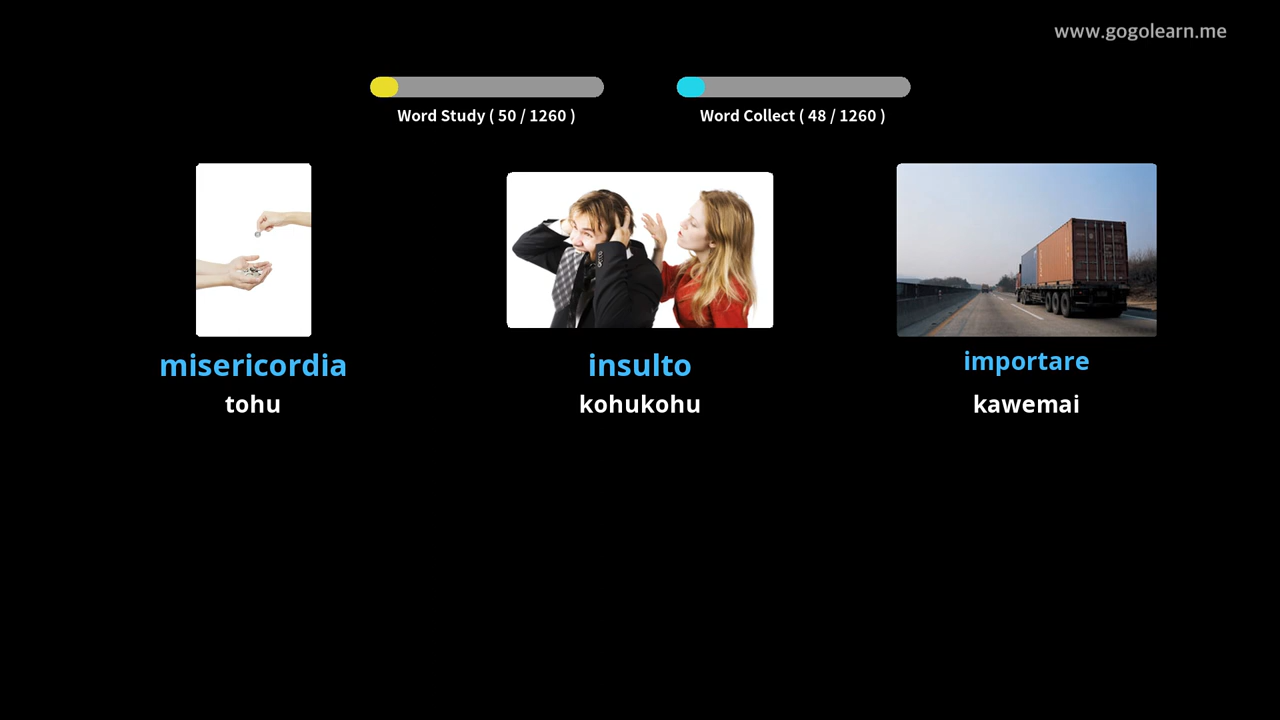 www.gogolearn.me
Word Study ( 50 / 1260 )
Word Collect ( 48 / 1260 )
misericordia
tohu
insulto
kohukohu
importare
kawemai